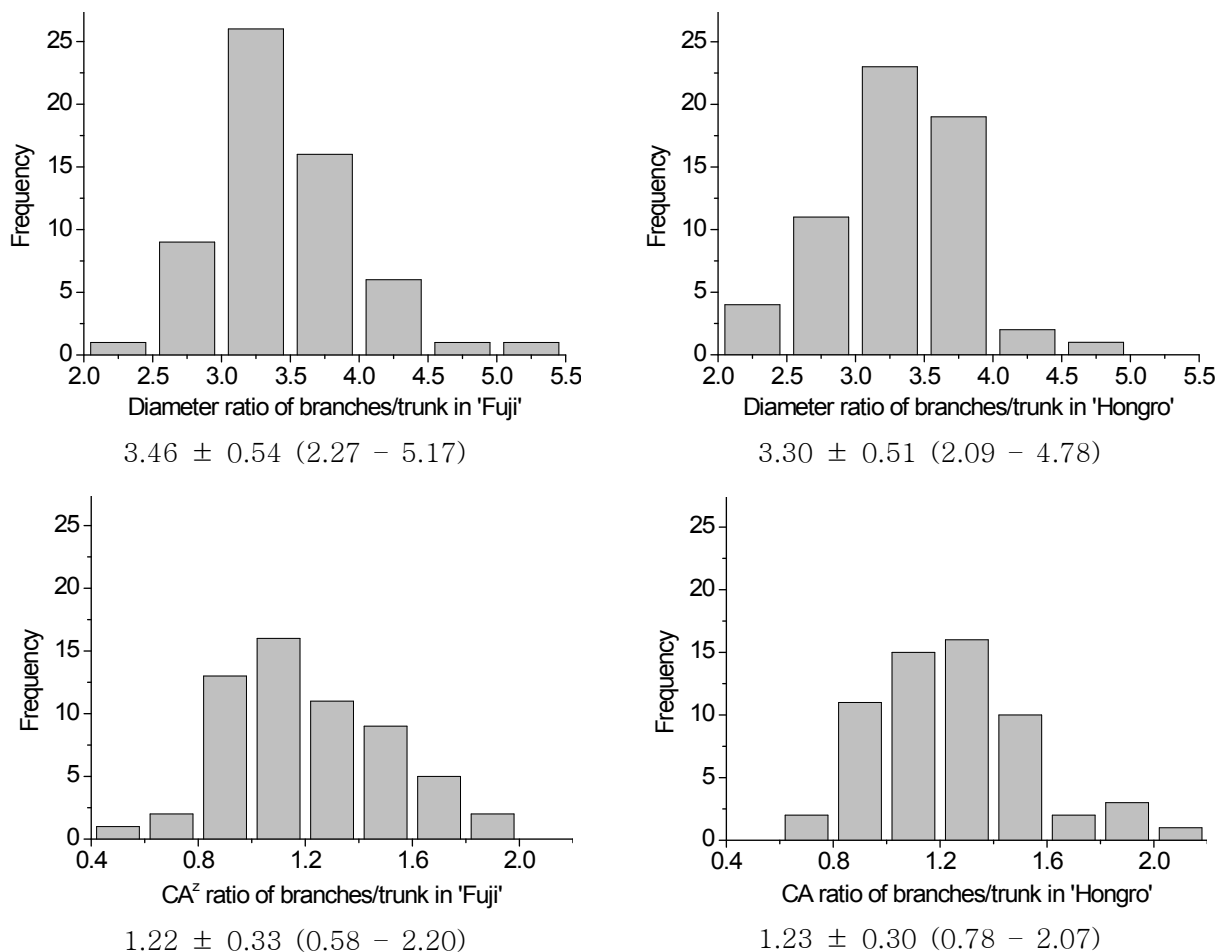 25
20
15
10
5
0
Frequency
2.0 2.5 3.0 3.5 4.0 4.5 5.0 5.5
Diameter ratio of branches/trunk in 'Fuji'
3.46 ± 0.54 (2.27 - 5.17)
25
20
15
10
5
0
Frequency
2.0 2.5 3.0 3.5 4.0 4.5 5.0 5.5
Diameter ratio of branches/trunk in 'Hongro'
3.30 ± 0.51 (2.09 - 4.78)
25
20
15
10
5
0
Frequency
0.4 0.8 1.2 1.6 2.0
CAᶻ ratio of branches/trunk in 'Fuji'
1.22 ± 0.33 (0.58 - 2.20)
25
20
15
10
5
0
Frequency
0.4 0.8 1.2 1.6 2.0
CA ratio of branches/trunk in 'Hongro'
1.23 ± 0.30 (0.78 - 2.07)